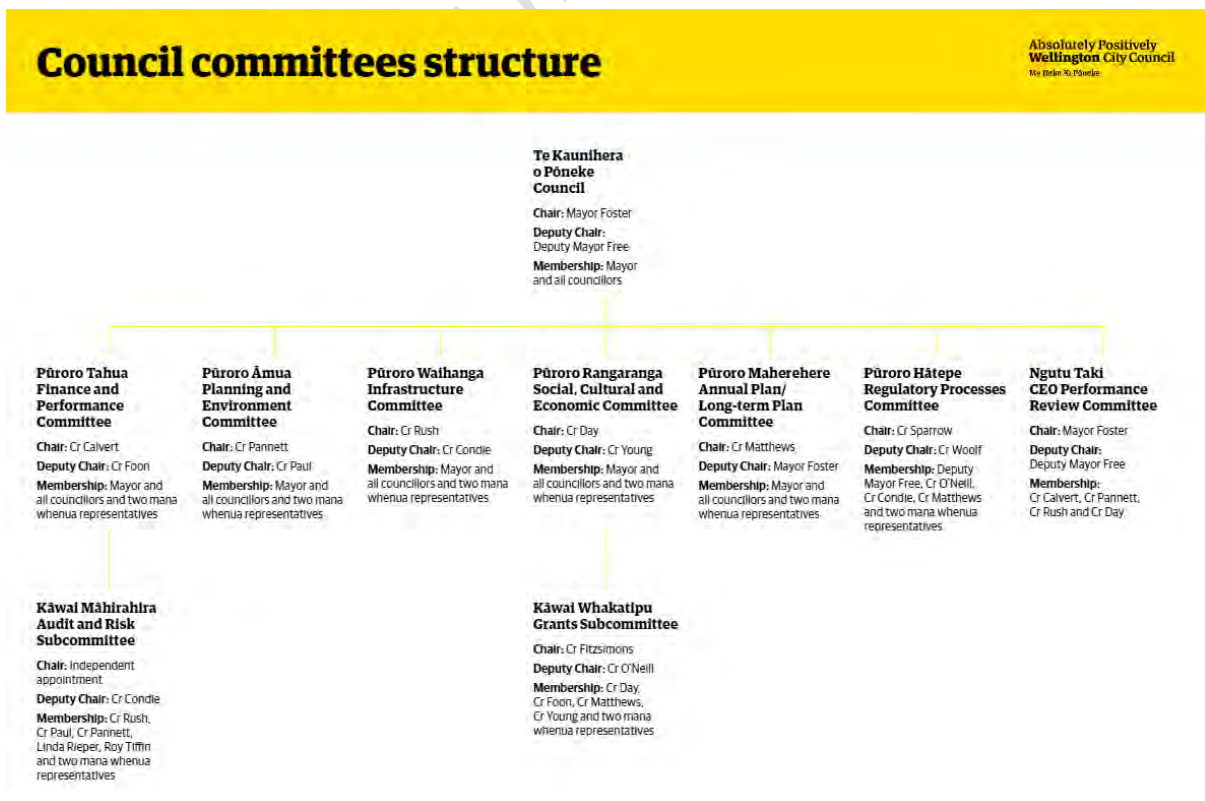 Council committees structure
Absolutely Positively
Wellington City Council
Me Heke Ki Pōneke
Te Kaunihera
o Pōneke
Council
Chair: Mayor Foster
Deputy Chair:
Deputy Mayor Free
Membership: Mayor
and all councillors
Pūroro Tahua
Finance and
Performance
Committee
Chair: Cr Calvert
Deputy Chair: Cr Foon
Membership: Mayor and
all councillors and two mana
whenua representatives
Pūroro Āmua
Planning and
Environment
Committee
Chair: Cr Pannett
Deputy Chair: Cr Paul
Membership: Mayor and
all councillors and two mana
whenua representatives
Pūroro Waihanga
Infrastructure
Committee
Chair: Cr Rush
Deputy Chair: Cr Condie
Membership: Mayor and
all councillors and two mana
whenua representatives
Pūroro Rangaranga
Social, Cultural and
Economic Committee
Chair: Cr Day
Deputy Chair: Cr Young
Membership: Mayor and
all councillors and two mana
whenua representatives
Pūroro Maherehere
Annual Plan/
Long-term Plan
Committee
Chair: Cr Matthews
Deputy Chair: Mayor Foster
Membership: Mayor and
all councillors and two mana
whenua representatives
Pūroro Hātepe
Regulatory Processes
Committee
Chair: Cr Sparrow
Deputy Chair: Cr Woolf
Membership: Deputy
Mayor Free, Cr O'Neill,
Cr Condie, Cr Matthews
and two mana whenua
representatives
Ngutu Taki
CEO Performance
Review Committee
Chair: Mayor Foster
Deputy Chair:
Deputy Mayor Free
Membership:
Cr Calvert, Cr Pannett,
Cr Rush and Cr Day
Kāwai Māhirahira
Audit and Risk
Subcommittee
Chair: Independent
appointment
Deputy Chair: Cr Condie
Membership: Cr Rush,
Cr Paul, Cr Pannett,
Linda Rieper, Roy Tiffin
and two mana whenua
representatives
Kāwai Whakatipu
Grants Subcommittee
Chair: Cr Fitzsimons
Deputy Chair: Cr O'Neill
Membership: Cr Day,
Cr Foon, Cr Matthews,
Cr Young and two mana
whenua representatives